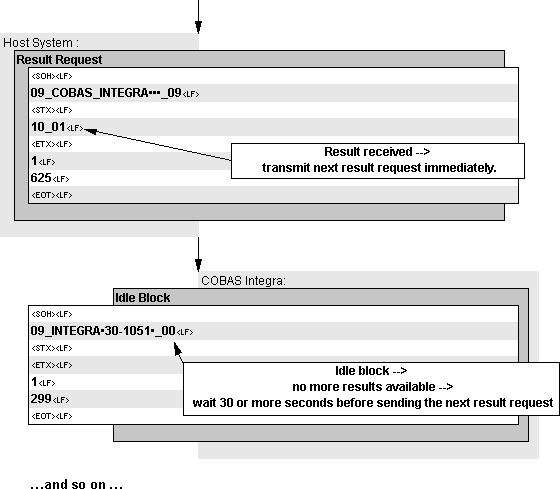 Host System :
Result Request
<SOH><LF>
09_COBAS_INTEGRA•••_09<LF>
<STX><LF>
10_01<LF>
<ETX><LF>
1<LF>
625<LF>
<EOT><LF>
Result received -->
transmit next result request immediately.
COBAS Integra:
Idle Block
<SOH><LF>
09_INTEGRA•30-1051•_00<LF>
<STX><LF>
<ETX><LF>
1<LF>
299<LF>
<EOT><LF>
Idle block -->
no more results available -->
wait 30 or more seconds before sending the next result request
…and so on …